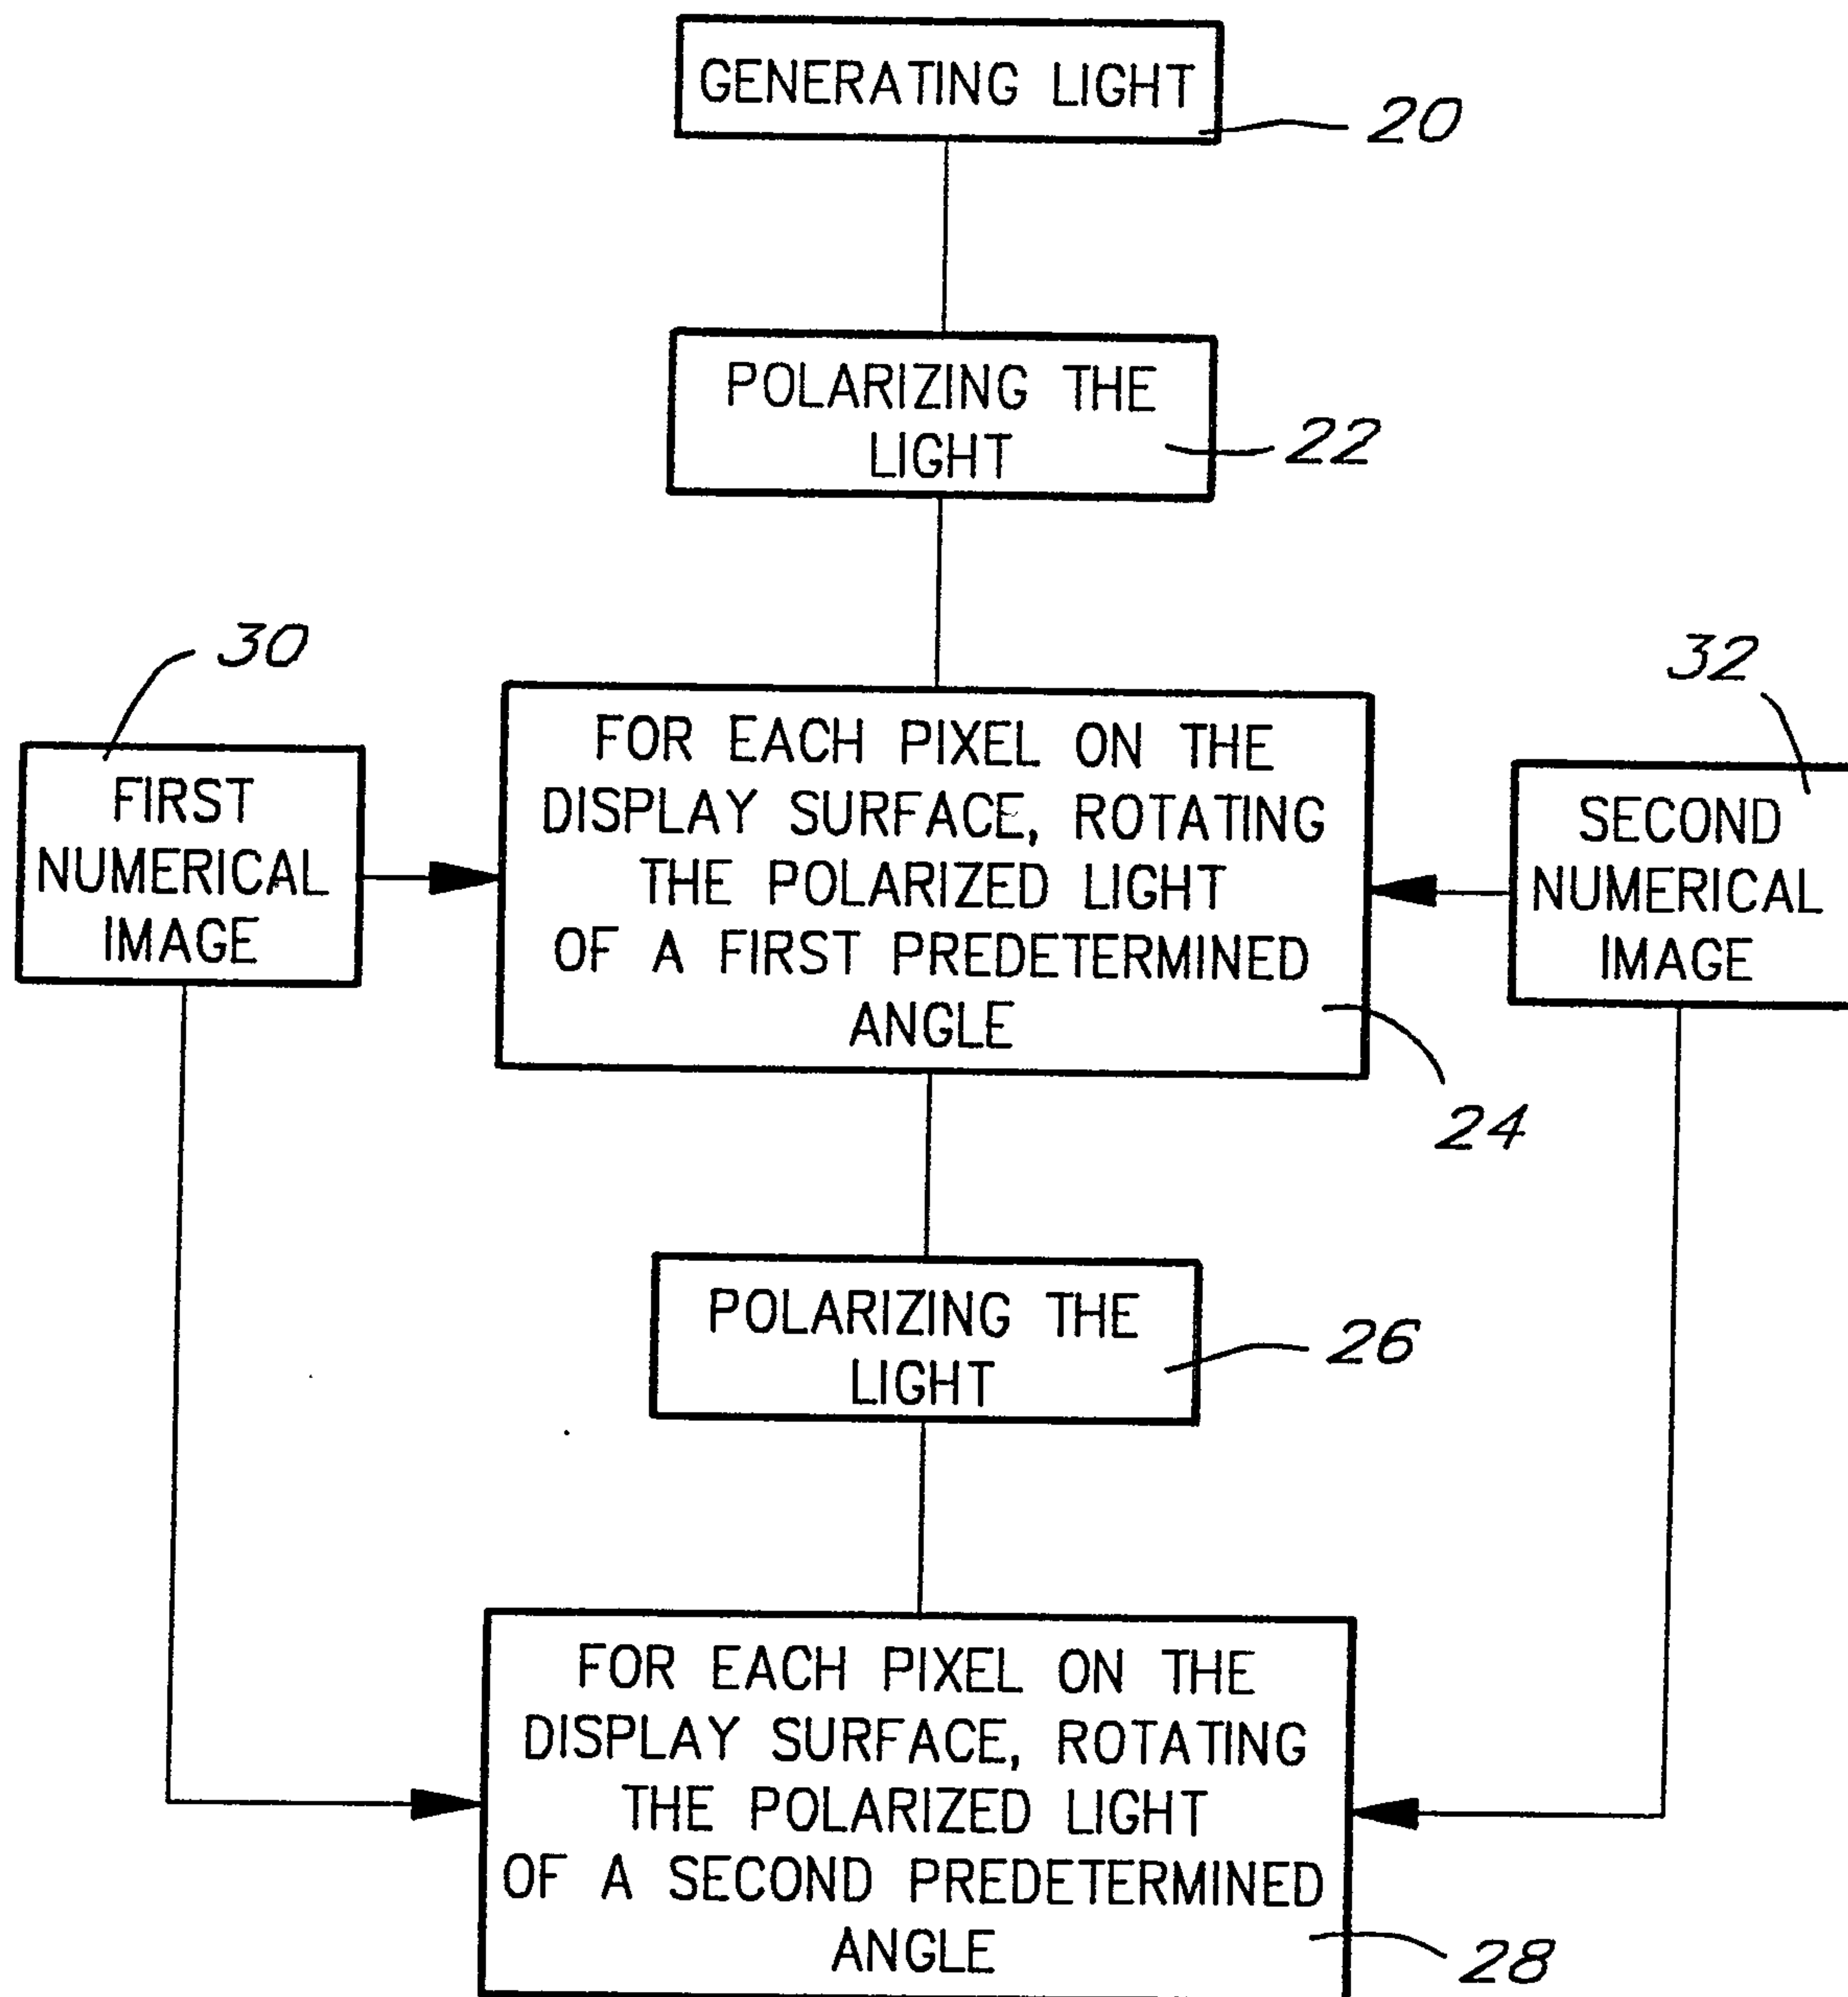 GENERATING LIGHT
20
POLARIZING THE
LIGHT
22
30
32
FIRST
NUMERICAL
IMAGE
FOR EACH PIXEL ON THE
DISPLAY SURFACE, ROTATING
THE POLARIZED LIGHT
OF A FIRST PREDETERMINED
ANGLE
SECOND
NUMERICAL
IMAGE
24
POLARIZING THE
LIGHT
26
FOR EACH PIXEL ON THE
DISPLAY SURFACE, ROTATING
THE POLARIZED LIGHT
OF A SECOND PREDETERMINED
ANGLE
28